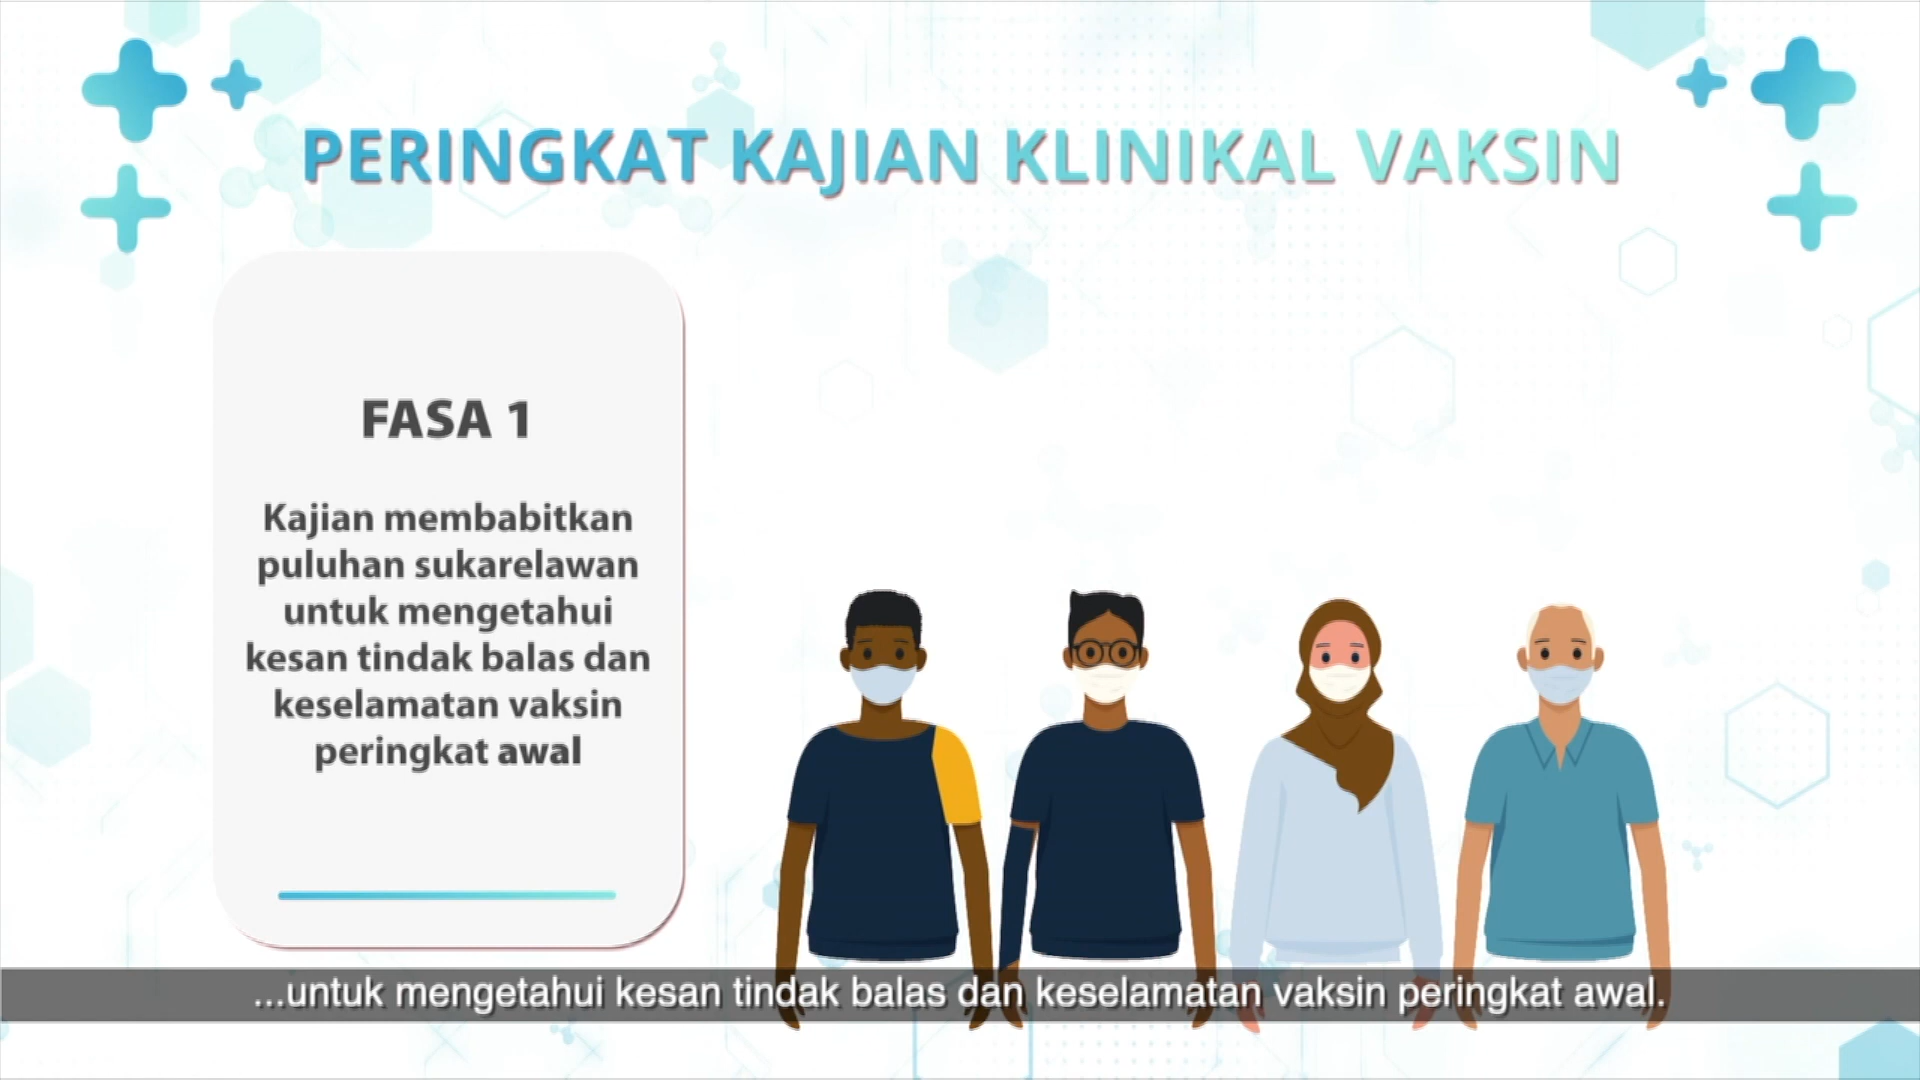 PERINGKAT KAJIAN KLINIKAL VAKSIN
FASA 1
Kajian membabitkan
puluhan sukarelawan
untuk mengetahui
kesan tindak balas dan
keselamatan vaksin
peringkat awal
...untuk mengetahui kesan tindak balas dan keselamatan vaksin peringkat awal.